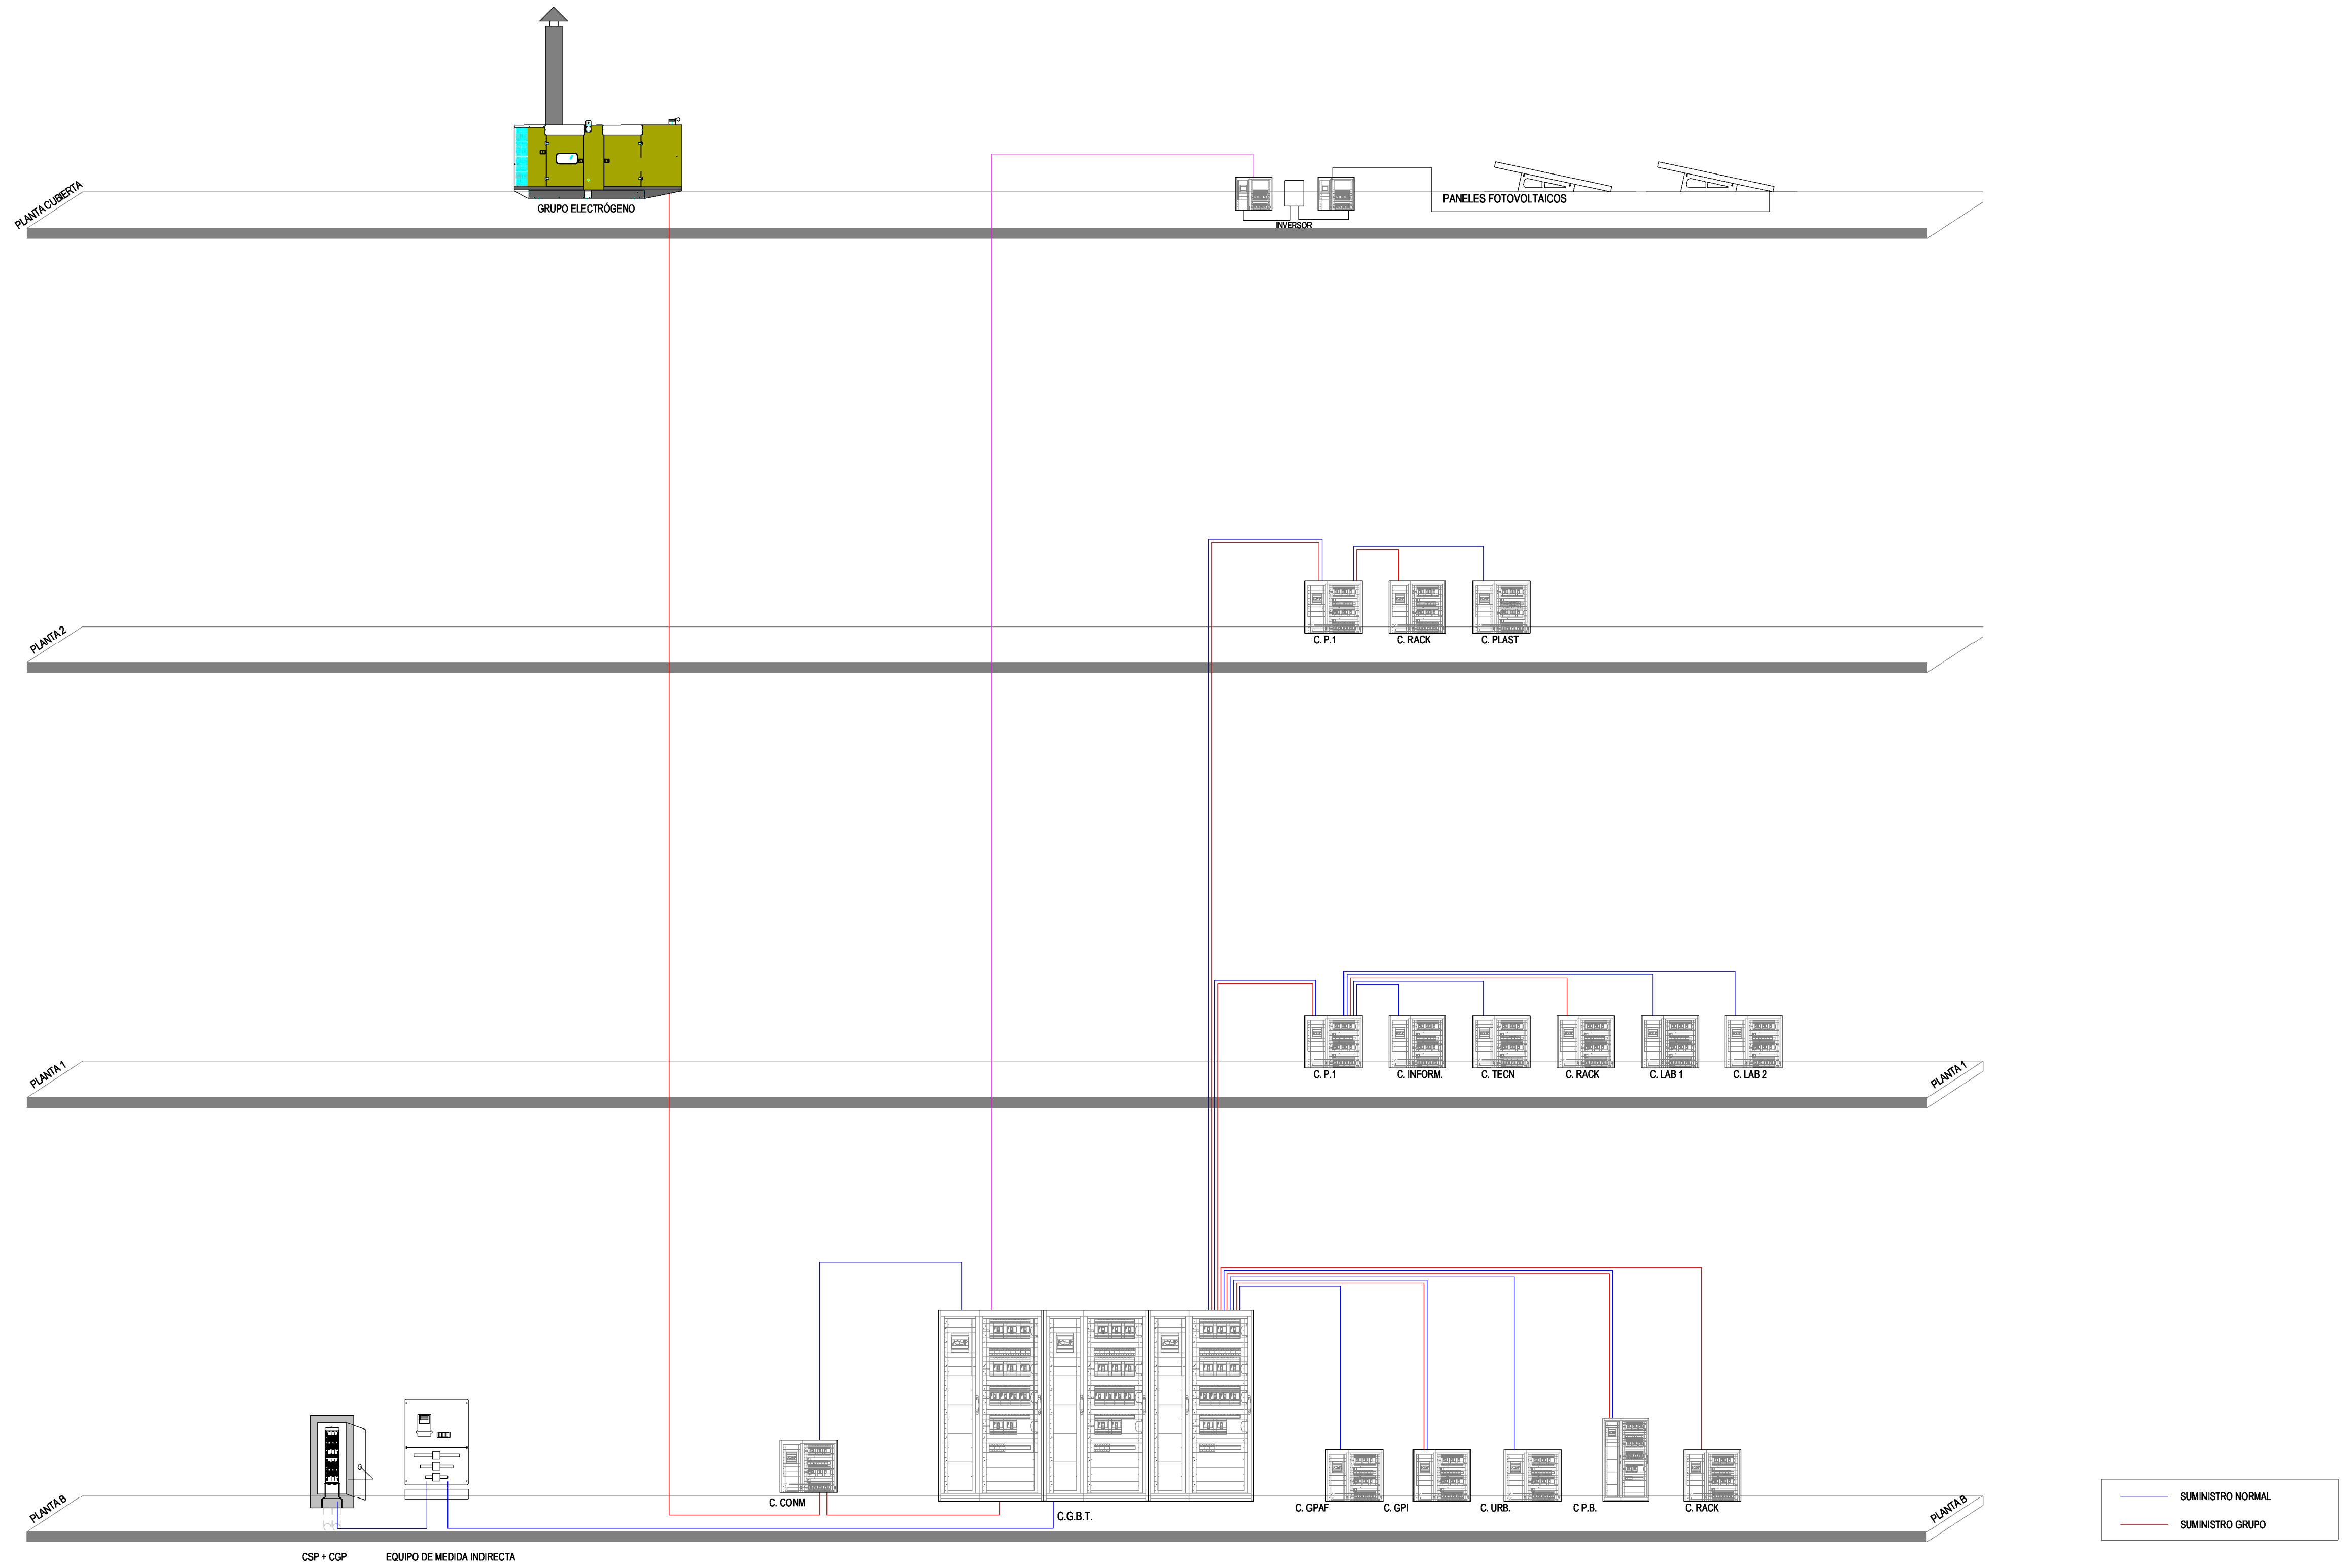 PLANTA CUBIERTA
GRUPO ELECTRÓGENO
INVERSOR
PANELES FOTOVOLTAICOS
PLANTA 2
C. P.1
C. RACK
C. PLAST
PLANTA 1
C. P.1
C. INFORM.
C. TECN
C. RACK
C. LAB 1
C. LAB 2
PLANTA 1
PLANTA B
C. CONM
C.G.B.T.
C. GPAF
C. GPI
C. URB.
C P.B.
C. RACK
PLANTA B
CSP + CGP
EQUIPO DE MEDIDA INDIRECTA
SUMINISTRO NORMAL
SUMINISTRO GRUPO